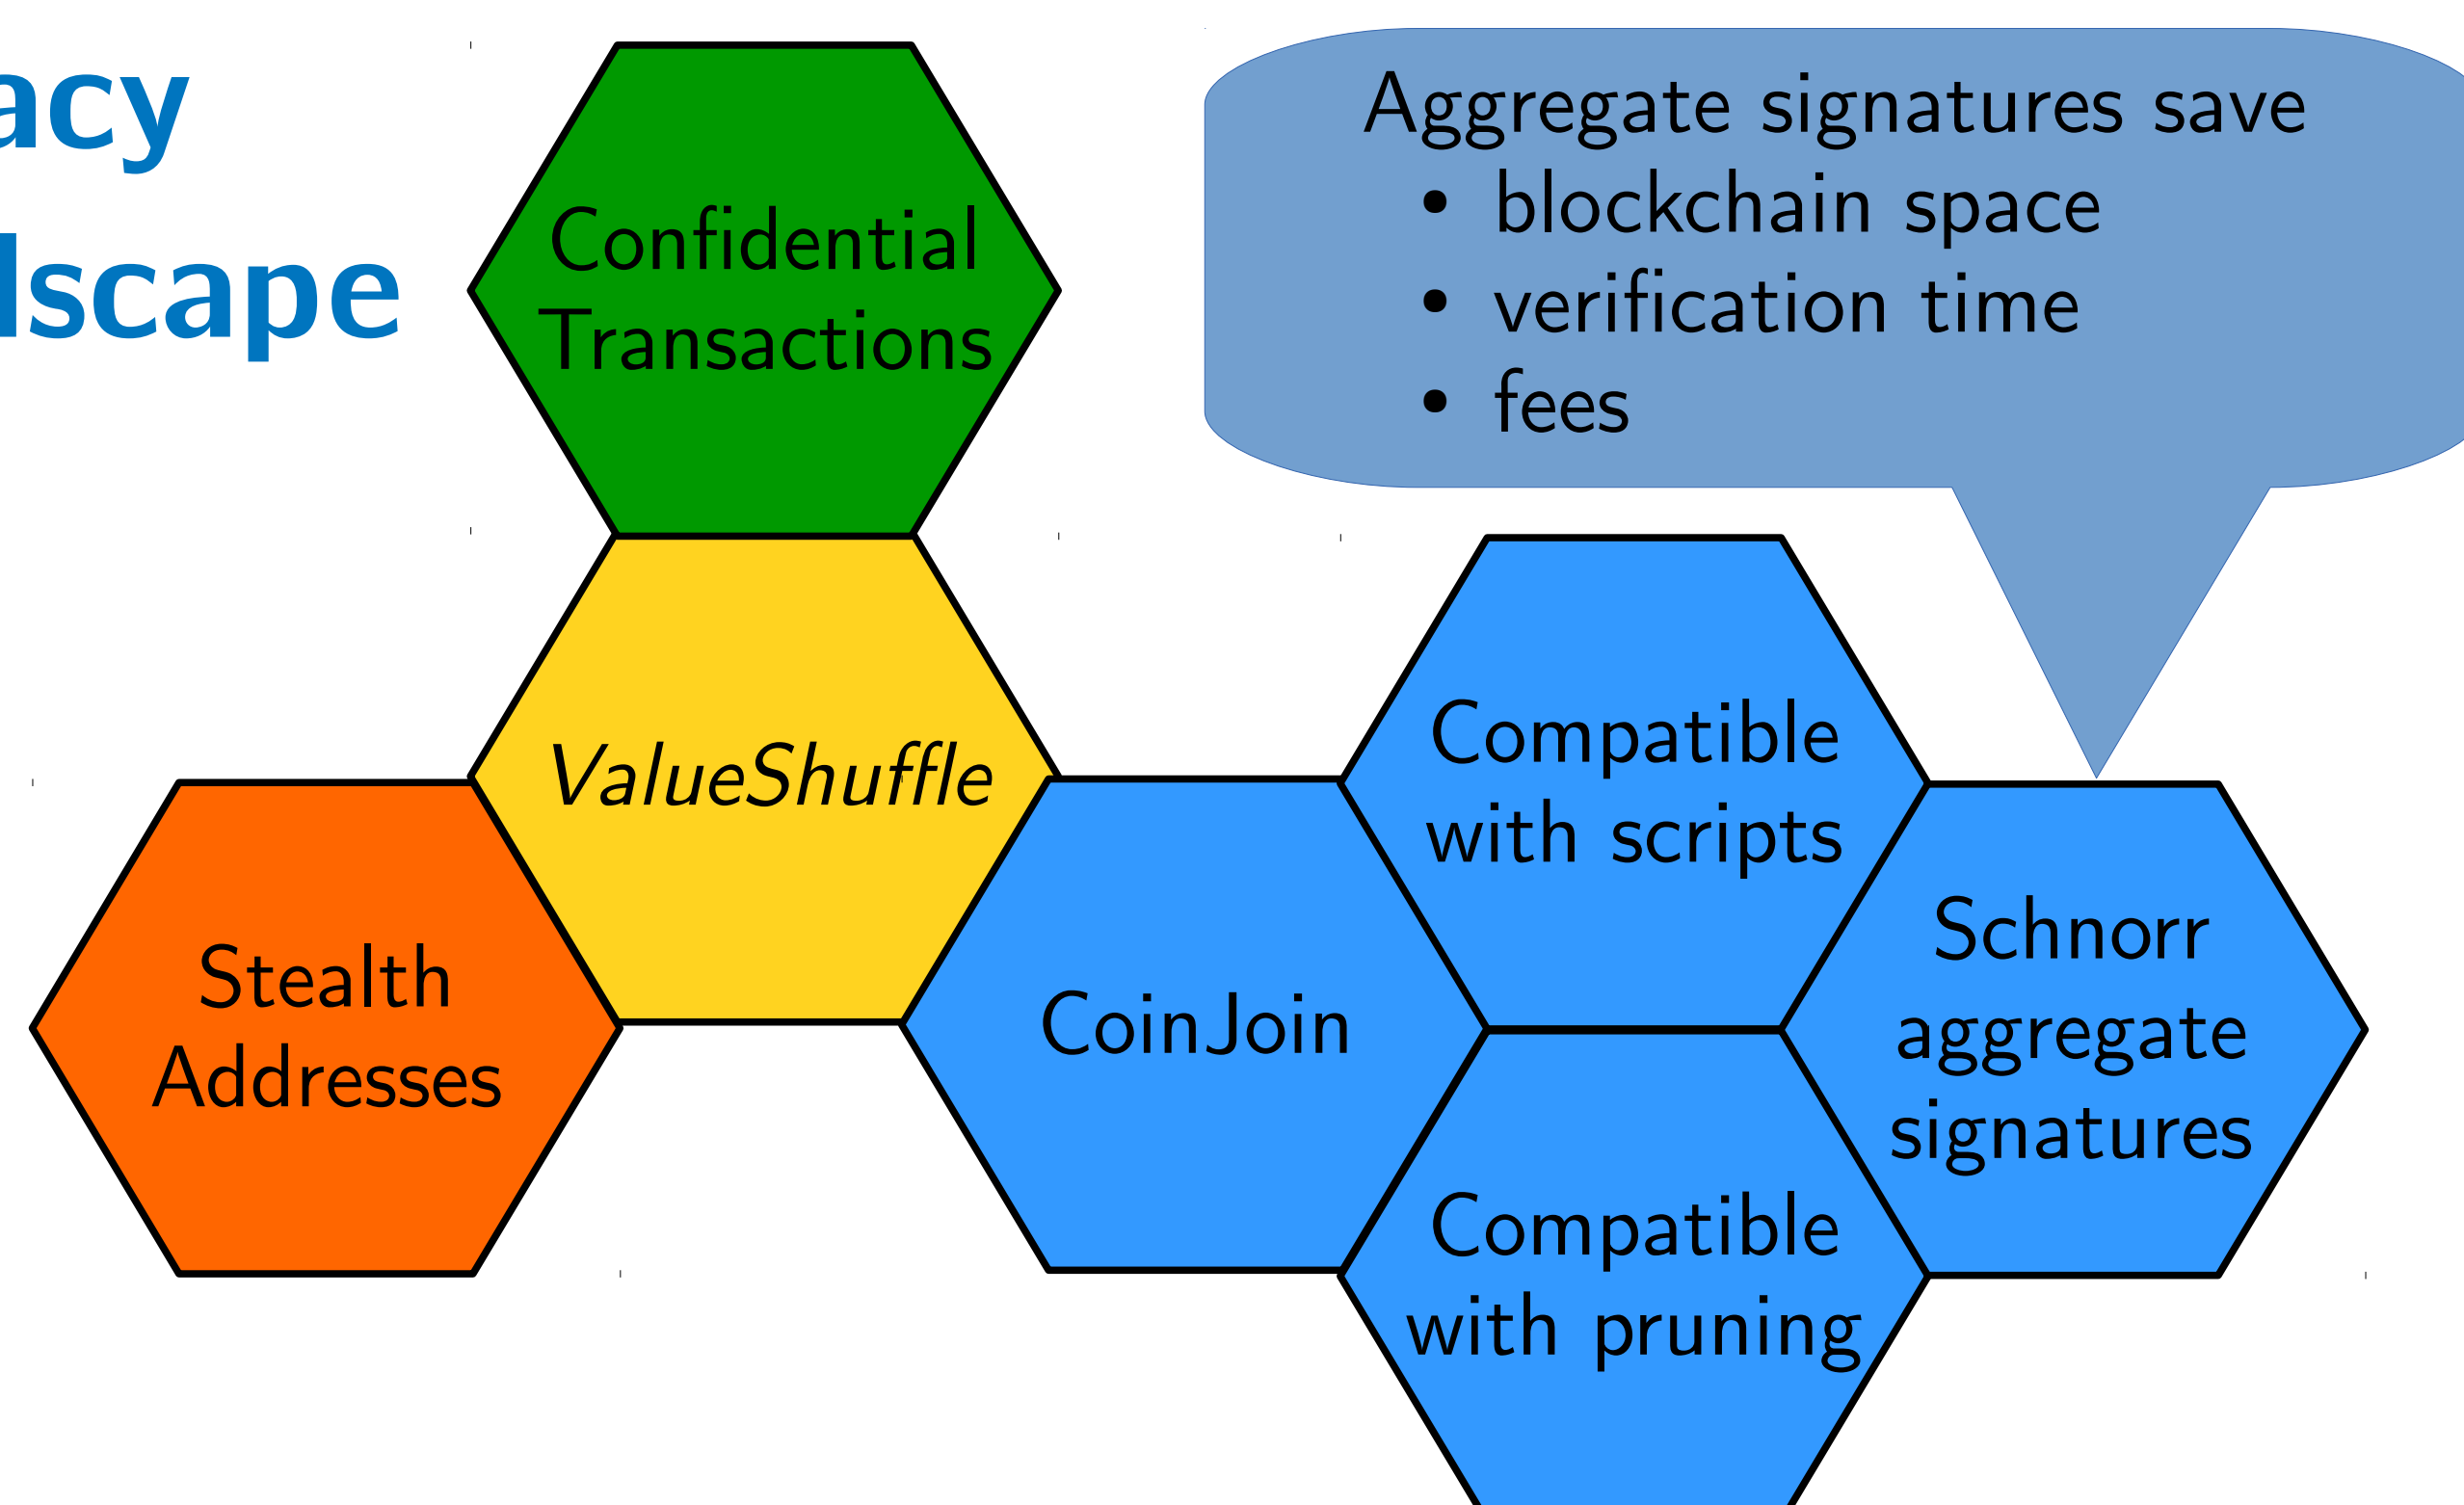 acy
dscape
Confidential
Transactions
Aggregate signatures save
• blockchain space
• verification time
• fees
ValueShuffle
Compatible
with scripts
Stealth
Addresses
CoinJoin
Schnorr
aggregate
signatures
Compatible
with pruning